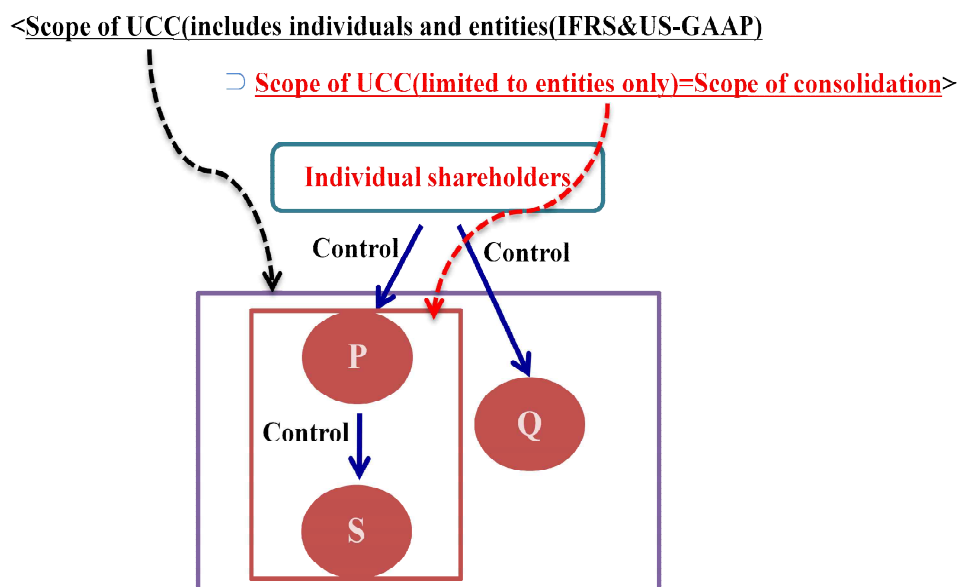 <Scope of UCC(includes individuals and entities(IFRS&US-GAAP)
⊃ Scope of UCC(limited to entities only)=Scope of consolidation>
Individual shareholders
Control
Control
P
Q
Control
S